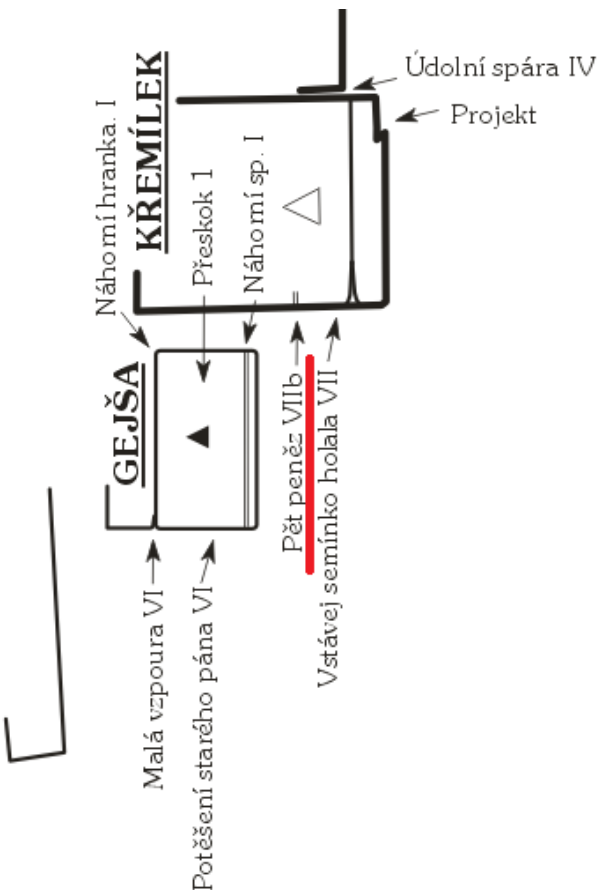 Údolní spára IV
Projekt
KŘEMÍLEK
Náhorní hranka. I
Přeskok 1
Náhorní sp. I
GEJŠA
Pět peněz VIIb
Vstávej semínko holala VII
Malá vzpoura VI
Potěšení starého pána VI